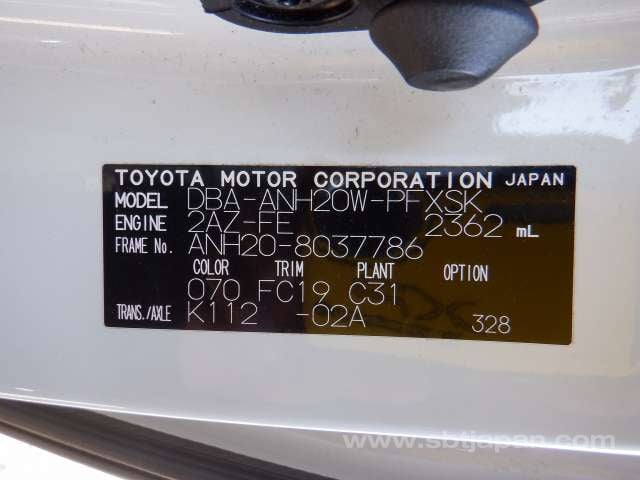 TOYOTA MOTOR CORPORATION JAPAN
MODEL DBA-ANH20W-PFXSK
ENGINE 2AZ-FE 2362 mL
FRAME No. ANH20-8037786
COLOR TRIM PLANT OPTION
070 FC19 C31
TRANS./AXLE K112 -02A 328
www.sbtjapan.com